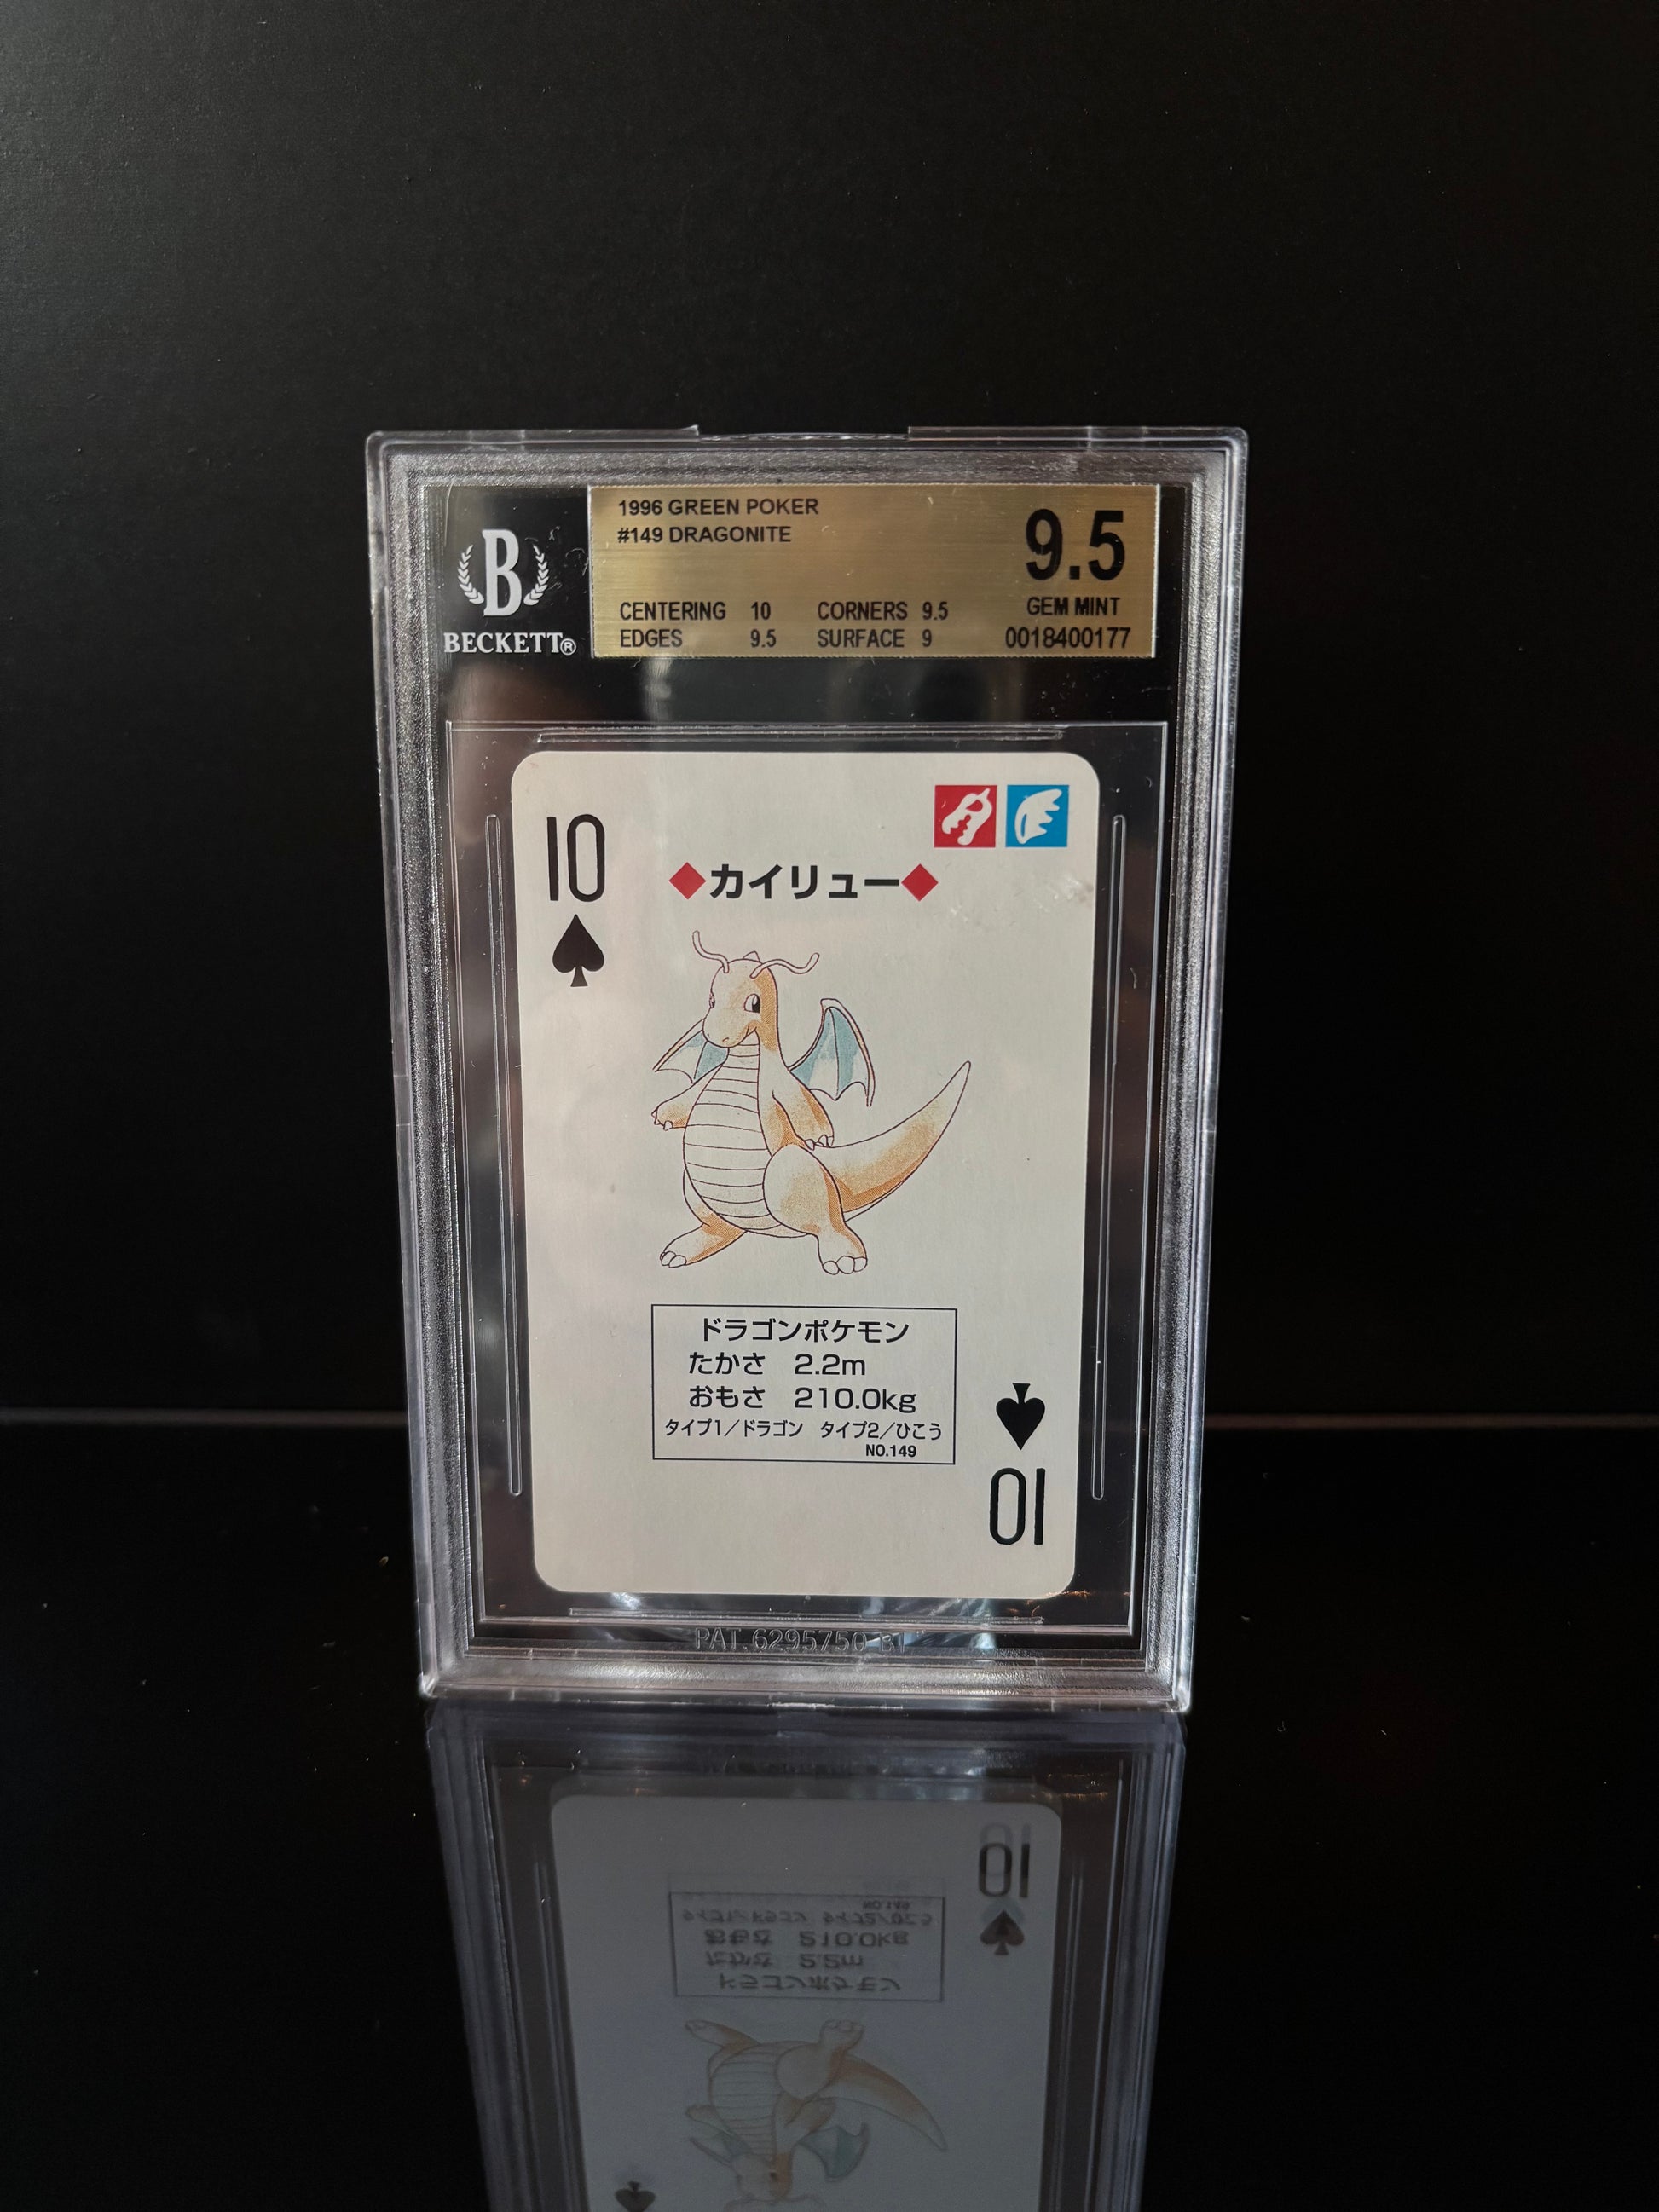 1996 GREEN POKER
#149 DRAGONITE
9.5
GEM MINT
CENTERING 10 CORNERS 9.5
EDGES 9.5 SURFACE 9
0018400177
B
BECKETT®
10
◆カイリュー◆
ドラゴンポケモン
たかさ 2.2m
おもさ 210.0kg
タイプ1/ドラゴン タイプ2/ひこう
NO.149
10
PAT.6295750 B1